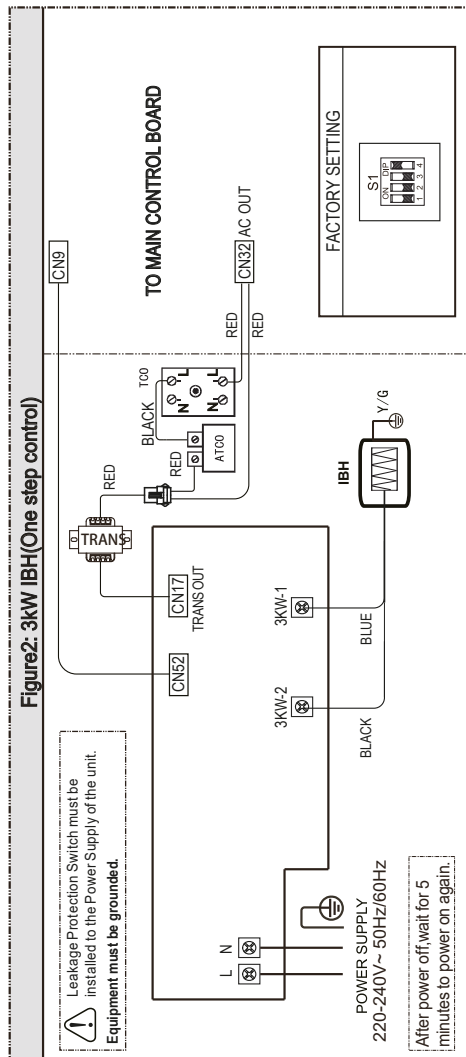 Figure2: 3kW IBH(One step control)
Leakage Protection Switch must be
installed to the Power Supply of the unit.
Equipment must be grounded.
CN9
TO MAIN CONTROL BOARD
CN32 AC OUT
RED
RED
TCO
N
L
N
L
BLACK
ATCO
RED
RED
TRANS
CN17
TRANS OUT
CN52
3KW-1
3KW-2
BLUE
BLACK
IBH
Y/G
L
N
POWER SUPPLY
220-240V~ 50Hz/60Hz
After power off,wait for 5
minutes to power on again.
FACTORY SETTING
S1
ON DIP
1 2 3 4